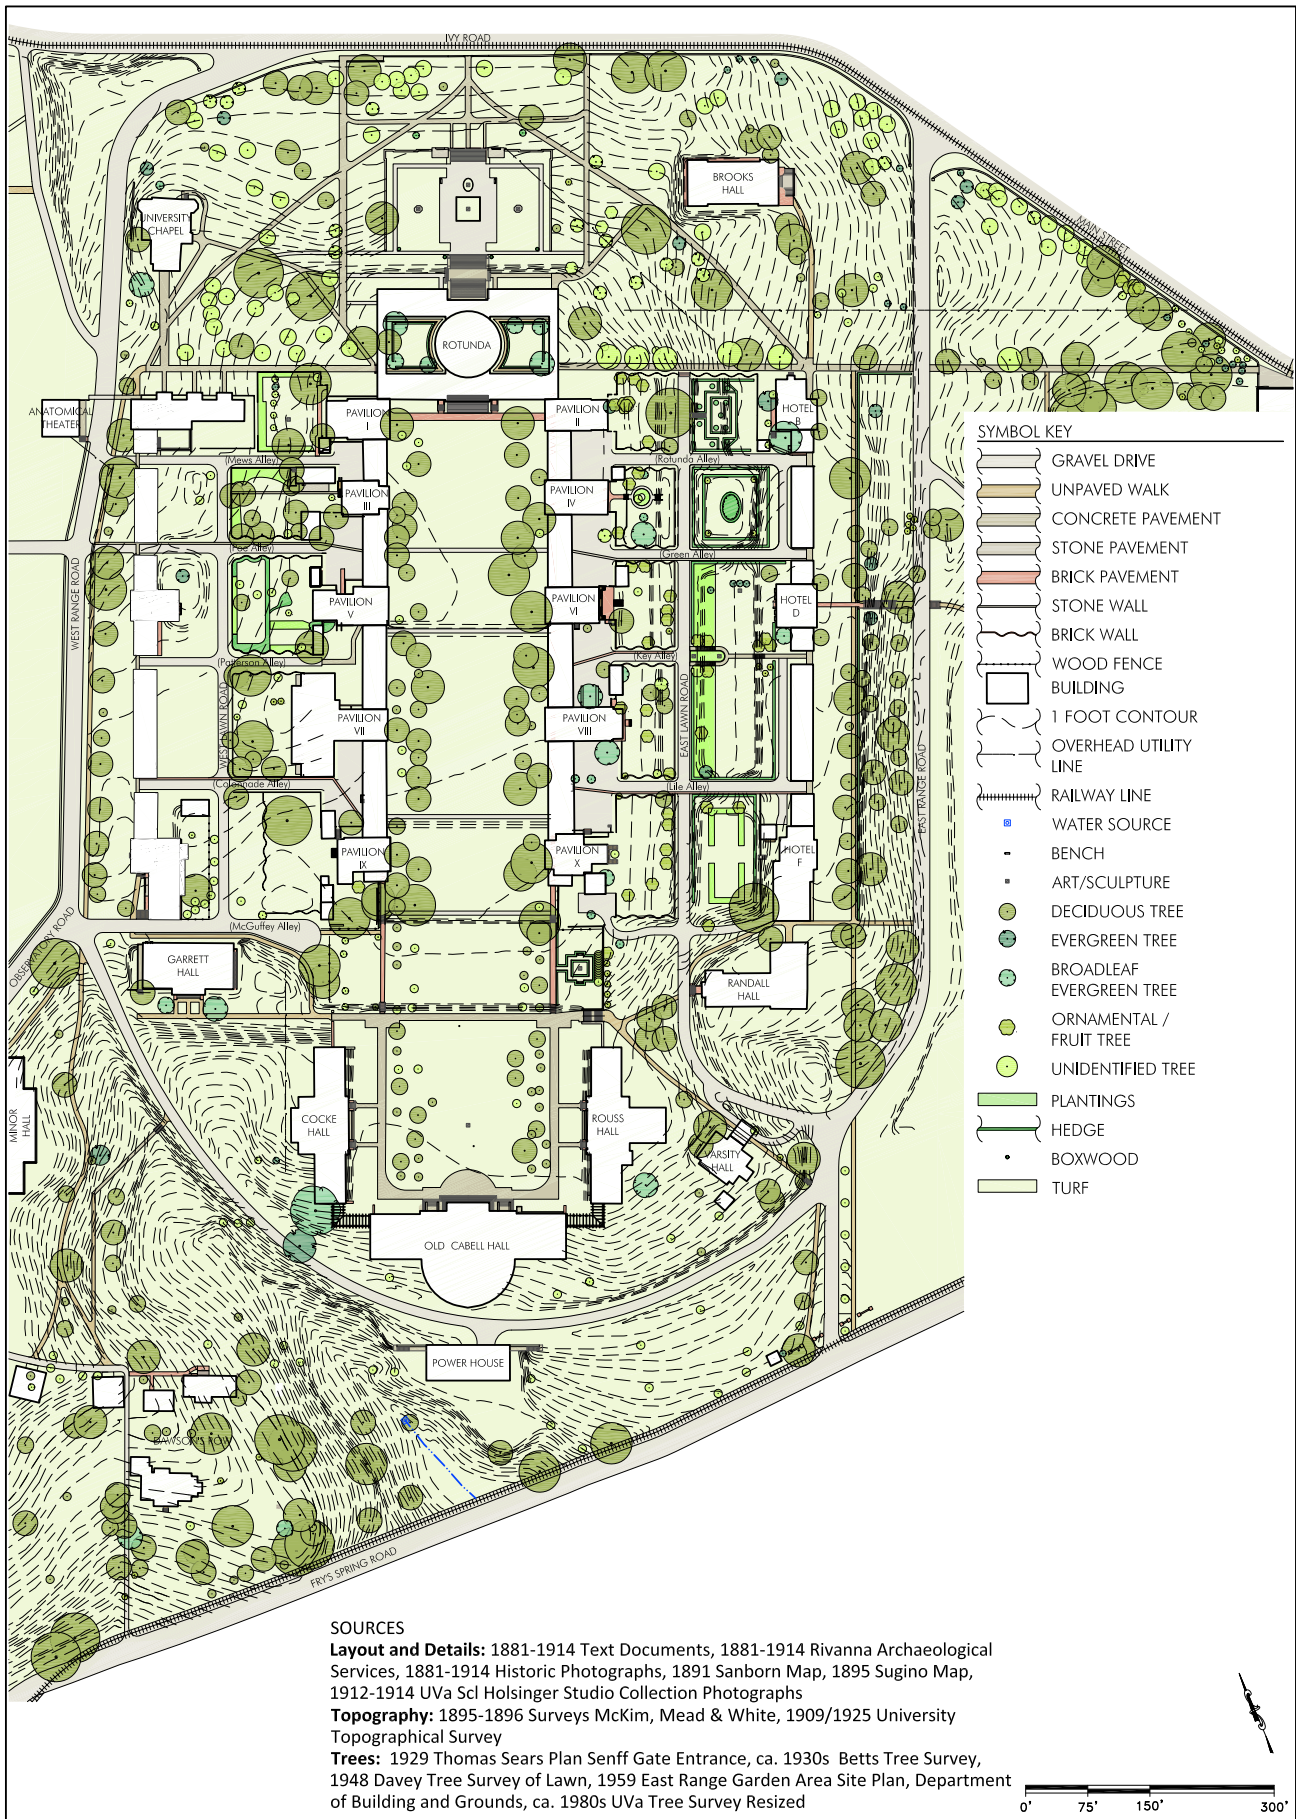 IVY ROAD
MAIN STREET
BROOKS
HALL
UNIVERSITY
CHAPEL
ROTUNDA
ANATOMICAL
THEATER
PAVILION
I
PAVILION
II
HOTEL
B
(Mews Alley)
(Rotunda Alley)
PAVILION
III
PAVILION
IV
(Poe Alley)
(Green Alley)
WEST RANGE ROAD
PAVILION
V
PAVILION
VI
HOTEL
D
(Patterson Alley)
(Key Alley)
WEST LAWN ROAD
EAST LAWN ROAD
EAST RANGE ROAD
PAVILION
VII
PAVILION
VIII
(Colonnade Alley)
(Lile Alley)
PAVILION
IX
PAVILION
X
HOTEL
F
(McGuffey Alley)
OBSERVATORY ROAD
GARRETT
HALL
RANDALL
HALL
MINOR
HALL
COCKE
HALL
ROUSS
HALL
VARSITY
HALL
OLD CABELL HALL
POWER HOUSE
DAWSON'S ROW
FRY'S SPRING ROAD
SYMBOL KEY
GRAVEL DRIVE
UNPAVED WALK
CONCRETE PAVEMENT
STONE PAVEMENT
BRICK PAVEMENT
STONE WALL
BRICK WALL
WOOD FENCE
BUILDING
1 FOOT CONTOUR
OVERHEAD UTILITY
LINE
RAILWAY LINE
WATER SOURCE
BENCH
ART/SCULPTURE
DECIDUOUS TREE
EVERGREEN TREE
BROADLEAF
EVERGREEN TREE
ORNAMENTAL /
FRUIT TREE
UNIDENTIFIED TREE
PLANTINGS
HEDGE
BOXWOOD
TURF
SOURCES
Layout and Details: 1881-1914 Text Documents, 1881-1914 Rivanna Archaeological
Services, 1881-1914 Historic Photographs, 1891 Sanborn Map, 1895 Sugino Map,
1912-1914 UVa Scl Holsinger Studio Collection Photographs
Topography: 1895-1896 Surveys McKim, Mead & White, 1909/1925 University
Topographical Survey
Trees: 1929 Thomas Sears Plan Senff Gate Entrance, ca. 1930s Betts Tree Survey,
1948 Davey Tree Survey of Lawn, 1959 East Range Garden Area Site Plan, Department
of Building and Grounds, ca. 1980s UVa Tree Survey Resized
0' 75' 150' 300'